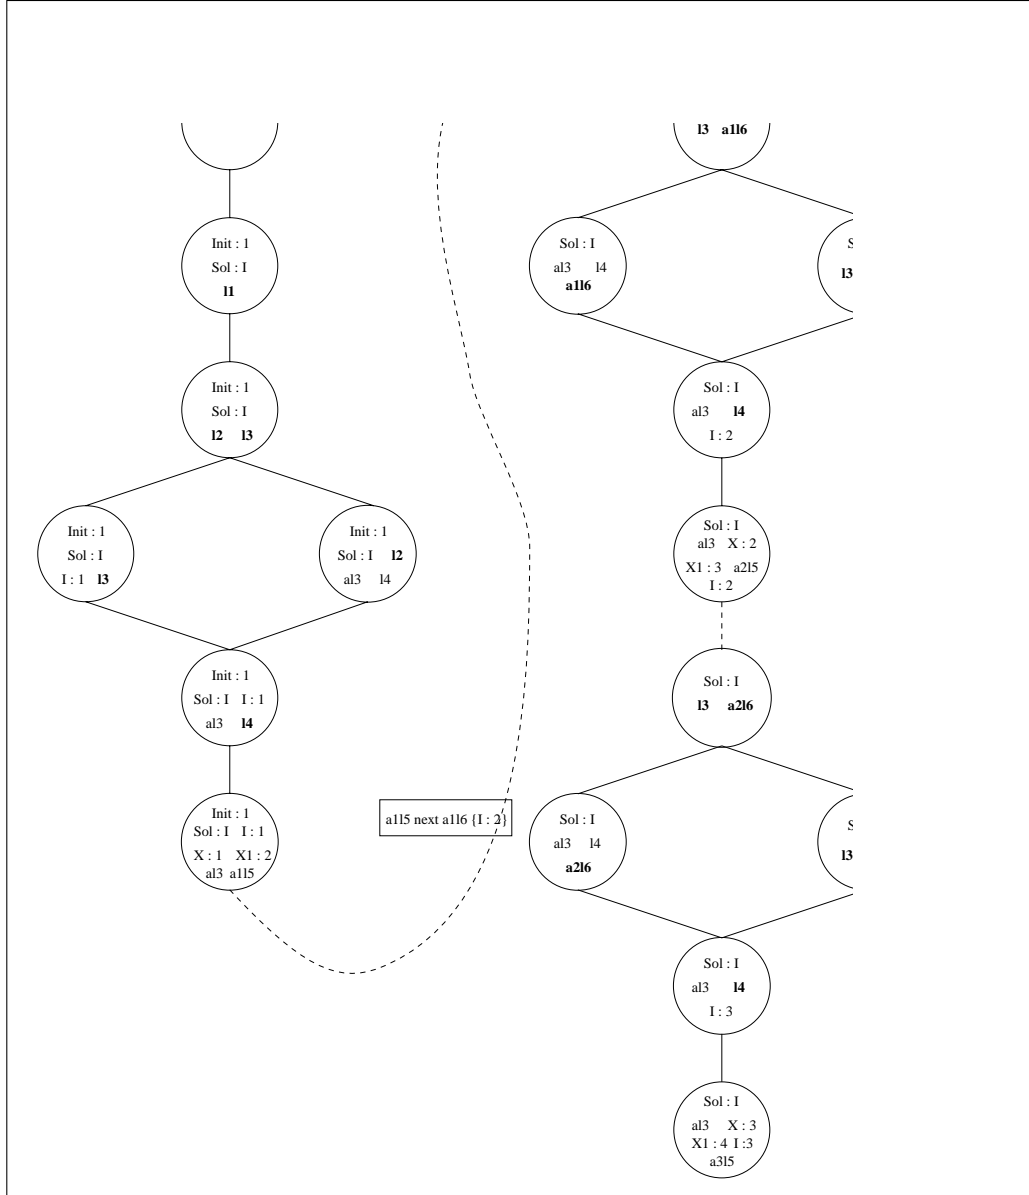 Init : 1
Sol : I
l1
Init : 1
Sol : I
l2 l3
Init : 1
Sol : I
I : 1 l3
Init : 1
Sol : I l2
al3 l4
Init : 1
Sol : I I : 1
al3 l4
Init : 1
Sol : I I : 1
X : 1 X1 : 2
al3 a1l5
a1l5 next a1l6 {I : 2}
l3 a1l6
Sol : I
al3 l4
a1l6
S
l3
Sol : I
al3 l4
I : 2
Sol : I
al3 X : 2
X1 : 3 a2l5
I : 2
Sol : I
l3 a2l6
Sol : I
al3 l4
a2l6
S
l3
Sol : I
al3 l4
I : 3
Sol : I
al3 X : 3
X1 : 4 I :3
a3l5